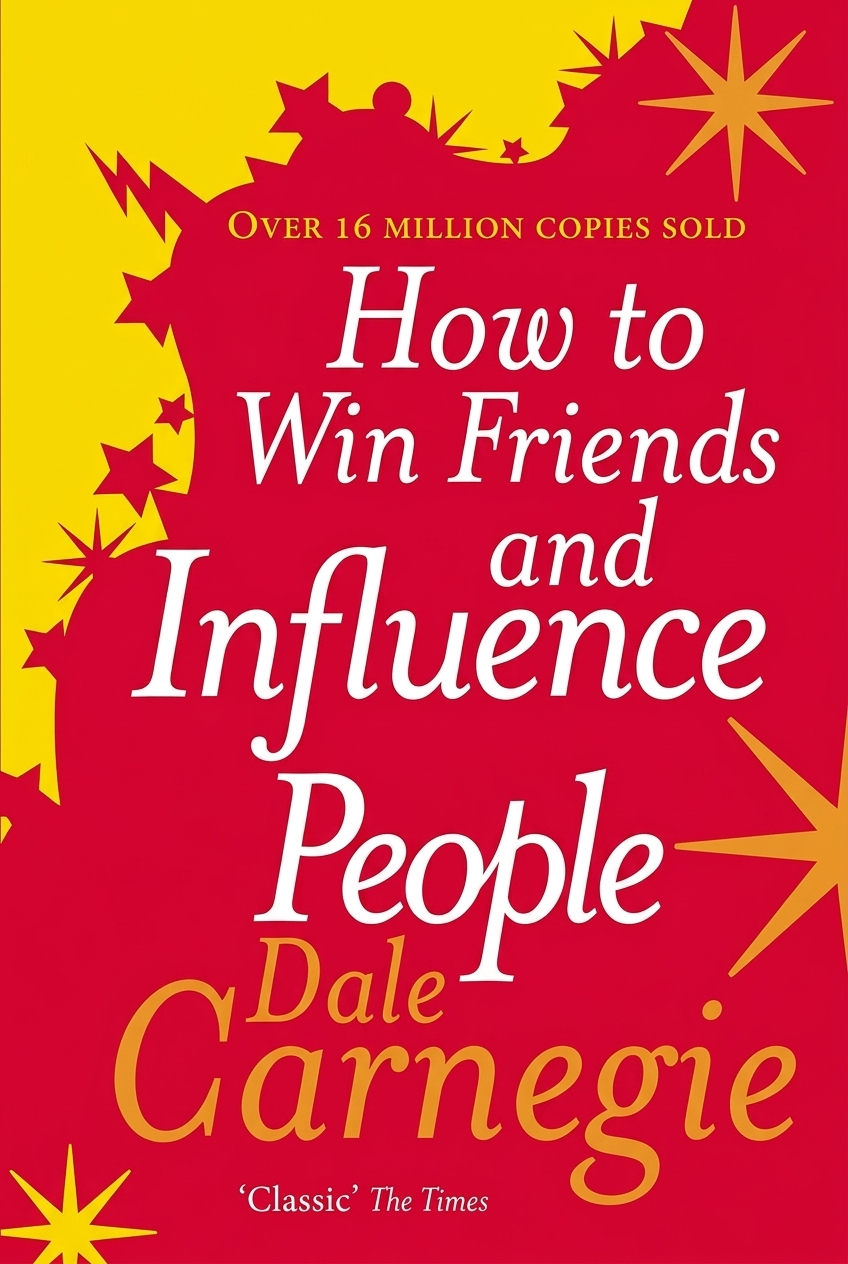 Over 16 million copies sold
How to
Win Friends
and
Influence
People
Dale
Carnegie
‘Classic’ The Times